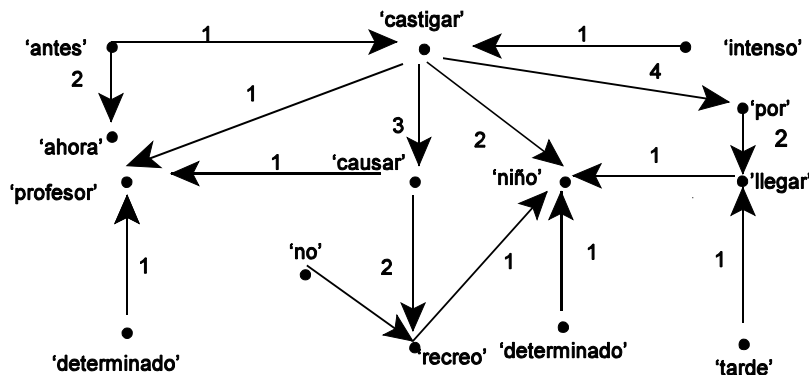 'castigar'
'antes' 1 1 'intenso'
2 4
1 'por'
'ahora' 3 2 2
'profesor' 1 'causar' 'niño' 1 'llegar'
'no'
1 2 1 1 1
'determinado' 'recreo' 'determinado' 'tarde'